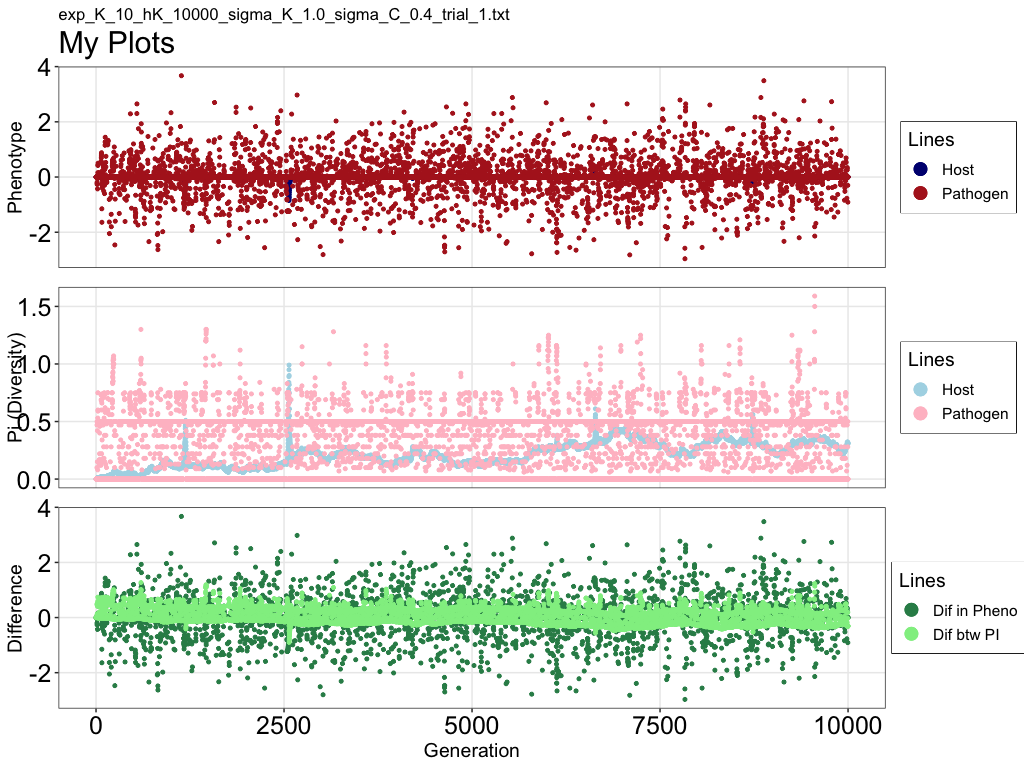 exp_K_10_hK_10000_sigma_K_1.0_sigma_C_0.4_trial_1.txt
My Plots
Phenotype
4
2
0
-2
Lines
Host
Pathogen
Pi (Diversity)
1.5
1.0
0.5
0.0
Lines
Host
Pathogen
Difference
4
2
0
-2
Lines
Dif in Pheno
Dif btw PI
0 2500 5000 7500 10000
Generation